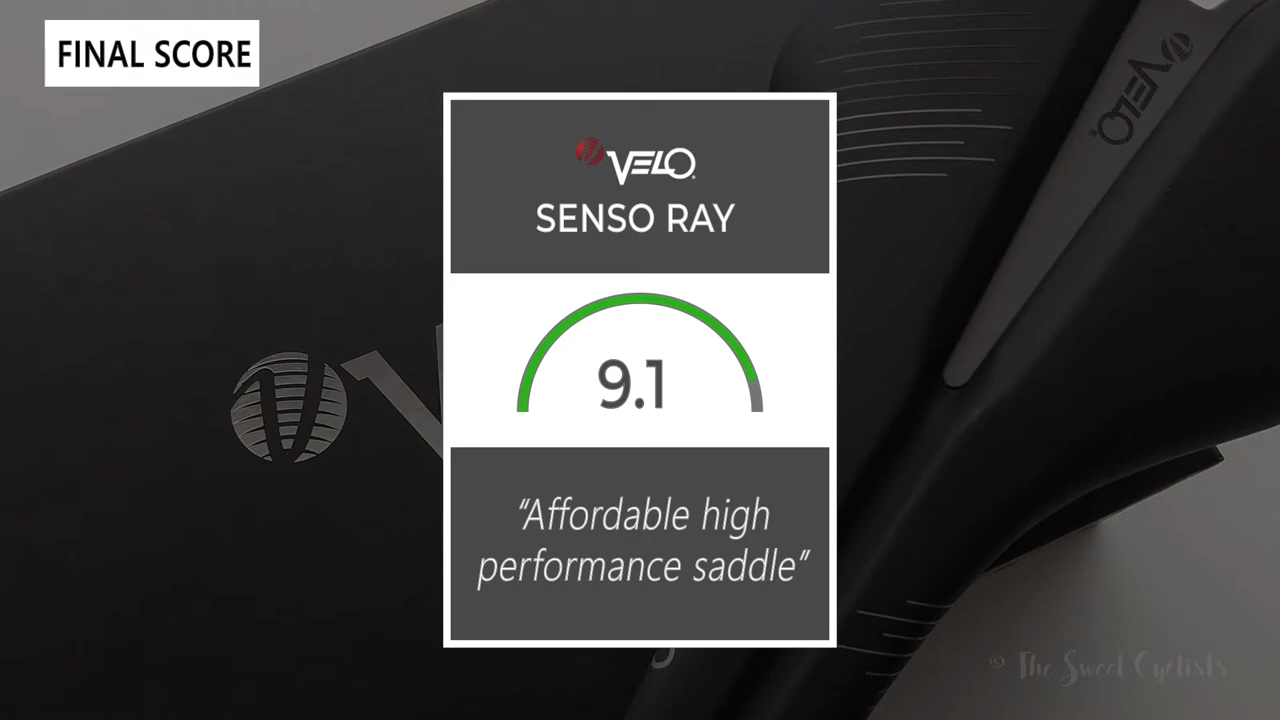 FINAL SCORE
VELO
VELO
SENSO RAY
9.1
“Affordable high
performance saddle”
© The Sweet Cyclists